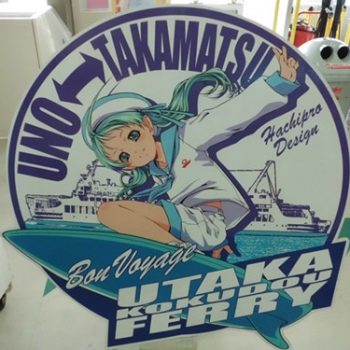 UNO↔TAKAMATSU
Hachipro
Design
Bon Voyage
UTAKA
KOKUDOU
FERRY